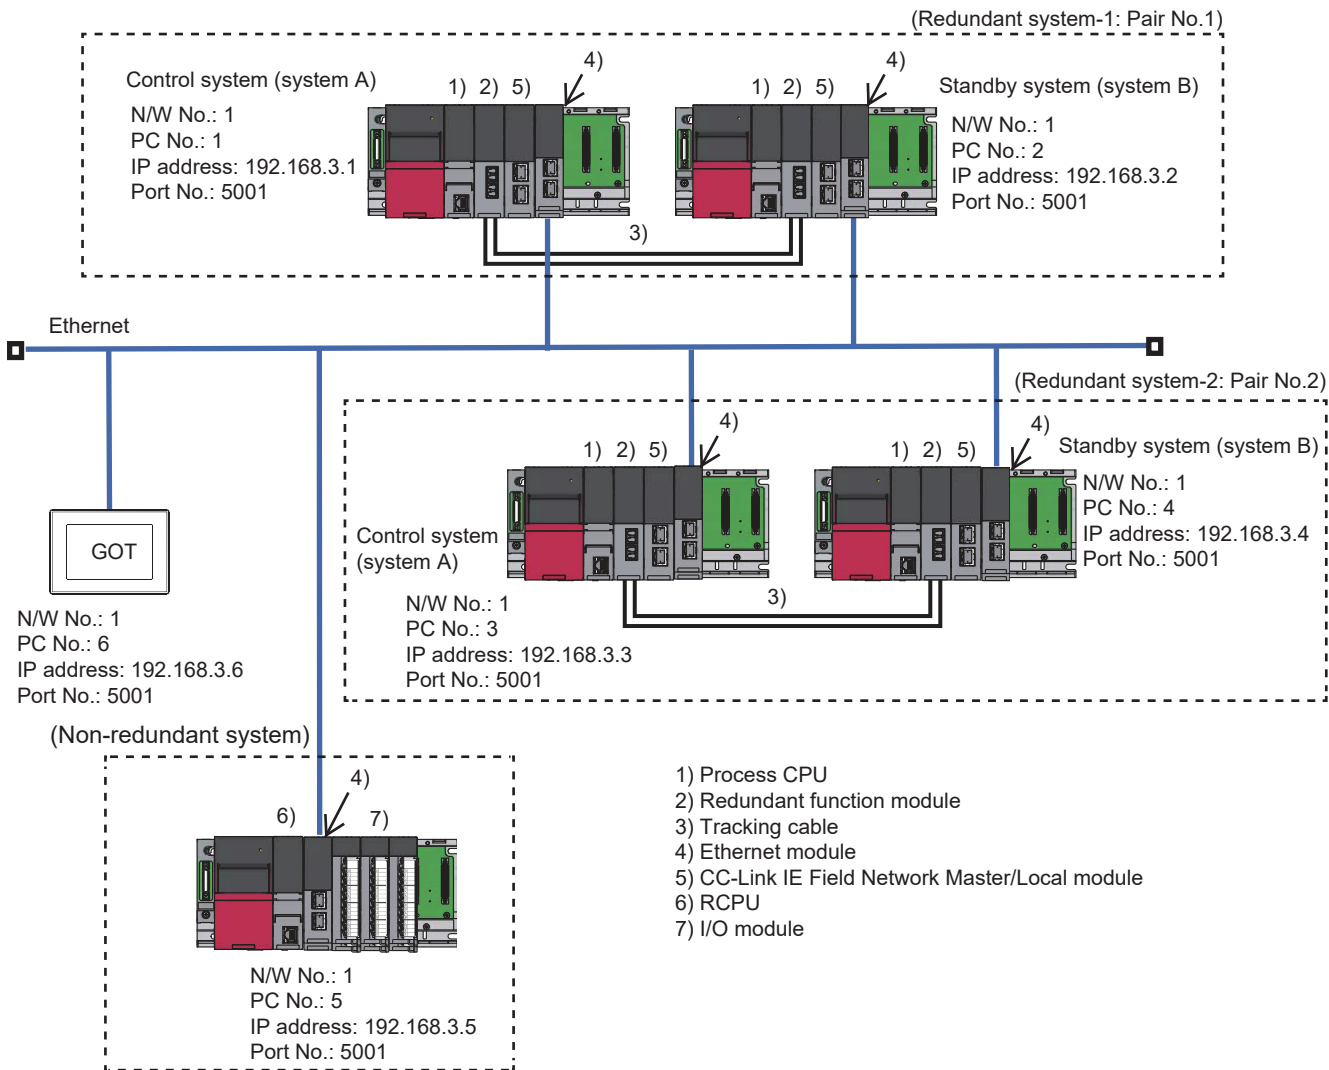 (Redundant system-1: Pair No.1)
Control system (system A)
N/W No.: 1
PC No.: 1
IP address: 192.168.3.1
Port No.: 5001
1) 2) 5)
4)
1) 2) 5)
4)
Standby system (system B)
N/W No.: 1
PC No.: 2
IP address: 192.168.3.2
Port No.: 5001
3)
Ethernet
(Redundant system-2: Pair No.2)
Control system
(system A)
N/W No.: 1
PC No.: 3
IP address: 192.168.3.3
Port No.: 5001
1) 2) 5)
4)
1) 2) 5)
4)
Standby system (system B)
N/W No.: 1
PC No.: 4
IP address: 192.168.3.4
Port No.: 5001
3)
GOT
N/W No.: 1
PC No.: 6
IP address: 192.168.3.6
Port No.: 5001
(Non-redundant system)
6)
4)
7)
N/W No.: 1
PC No.: 5
IP address: 192.168.3.5
Port No.: 5001
1) Process CPU
2) Redundant function module
3) Tracking cable
4) Ethernet module
5) CC-Link IE Field Network Master/Local module
6) RCPU
7) I/O module